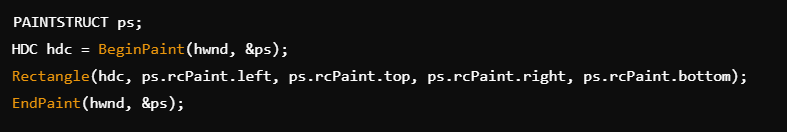 PAINTSTRUCT ps;
HDC hdc = BeginPaint(hwnd, &ps);
Rectangle(hdc, ps.rcPaint.left, ps.rcPaint.top, ps.rcPaint.right, ps.rcPaint.bottom);
EndPaint(hwnd, &ps);